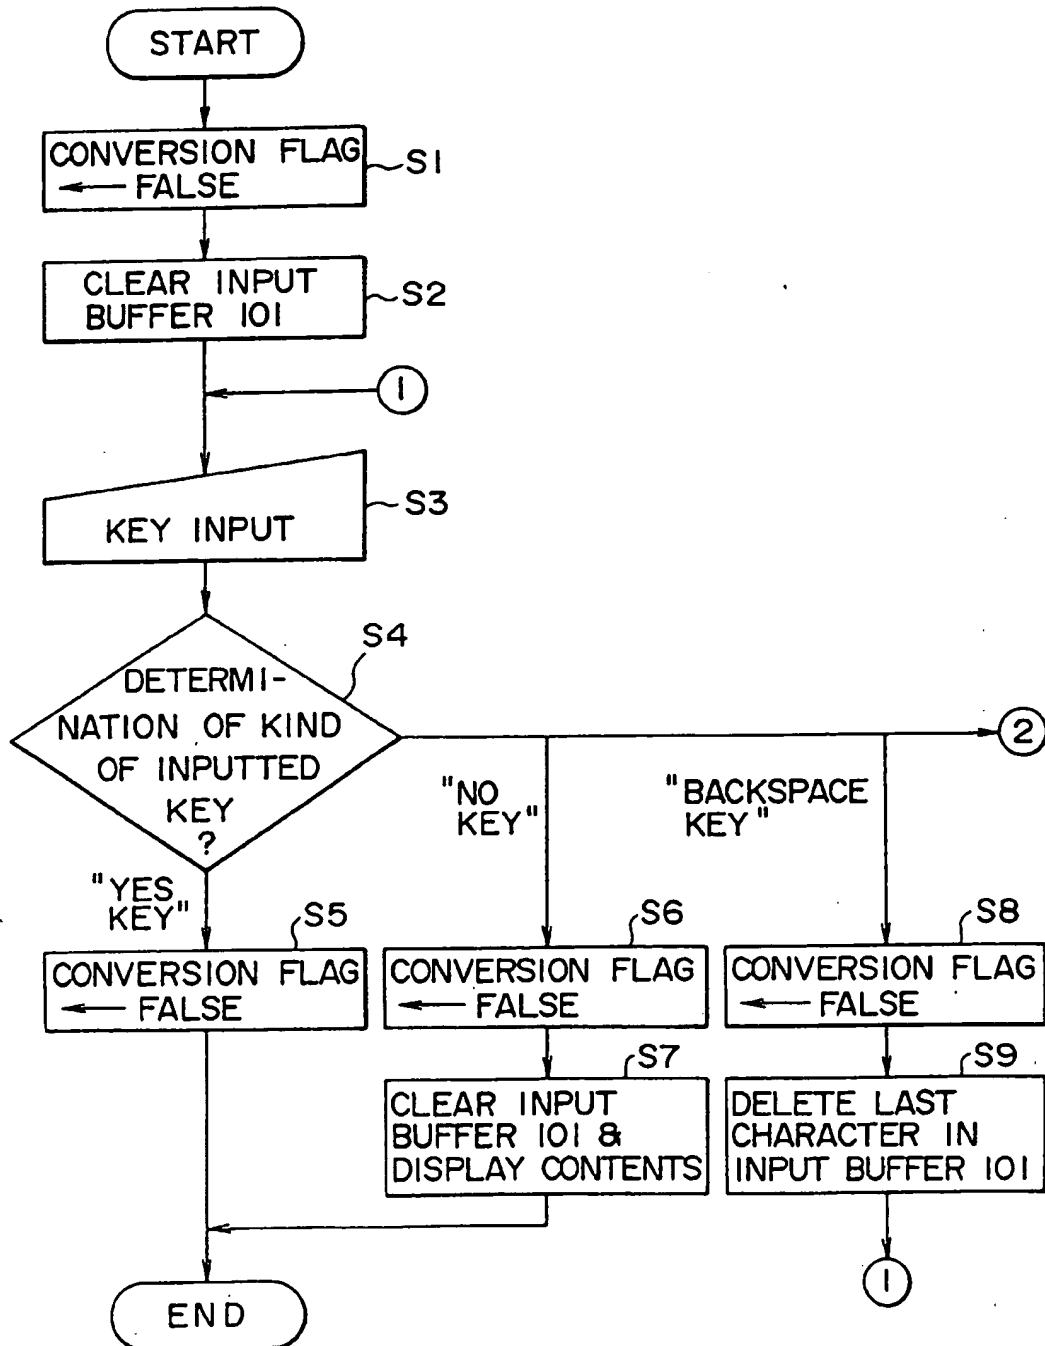 START
CONVERSION FLAG
← FALSE
S1
CLEAR INPUT
BUFFER 101
S2
1
KEY INPUT
S3
S4
DETERMI-
NATION OF KIND
OF INPUTTED
KEY
?
2
"NO
KEY"
"BACKSPACE
KEY"
"YES
KEY"
S5
CONVERSION FLAG
← FALSE
S6
CONVERSION FLAG
← FALSE
S8
CONVERSION FLAG
← FALSE
S7
CLEAR INPUT
BUFFER 101 &
DISPLAY CONTENTS
S9
DELETE LAST
CHARACTER IN
INPUT BUFFER 101
1
END